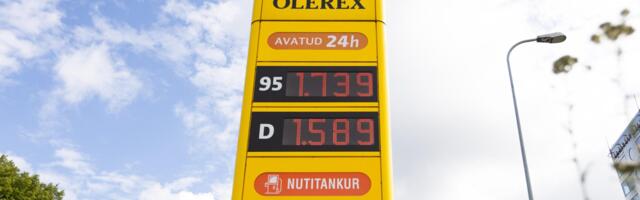 OLEREX
AVATUD 24h
95 1.739
D 1.589
NUTITANKUR